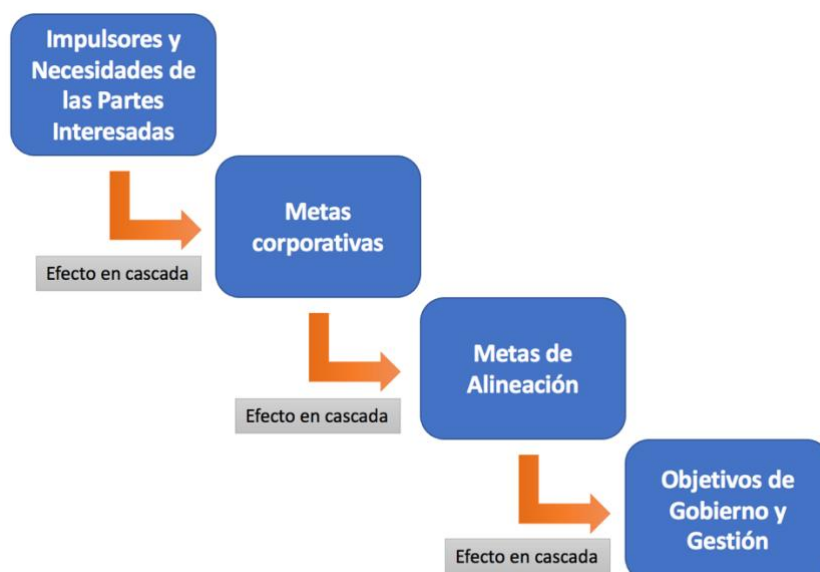 Impulsores y
Necesidades de
las Partes
Interesadas
Efecto en cascada
Metas
corporativas
Efecto en cascada
Metas de
Alineación
Efecto en cascada
Objetivos de
Gobierno y
Gestión